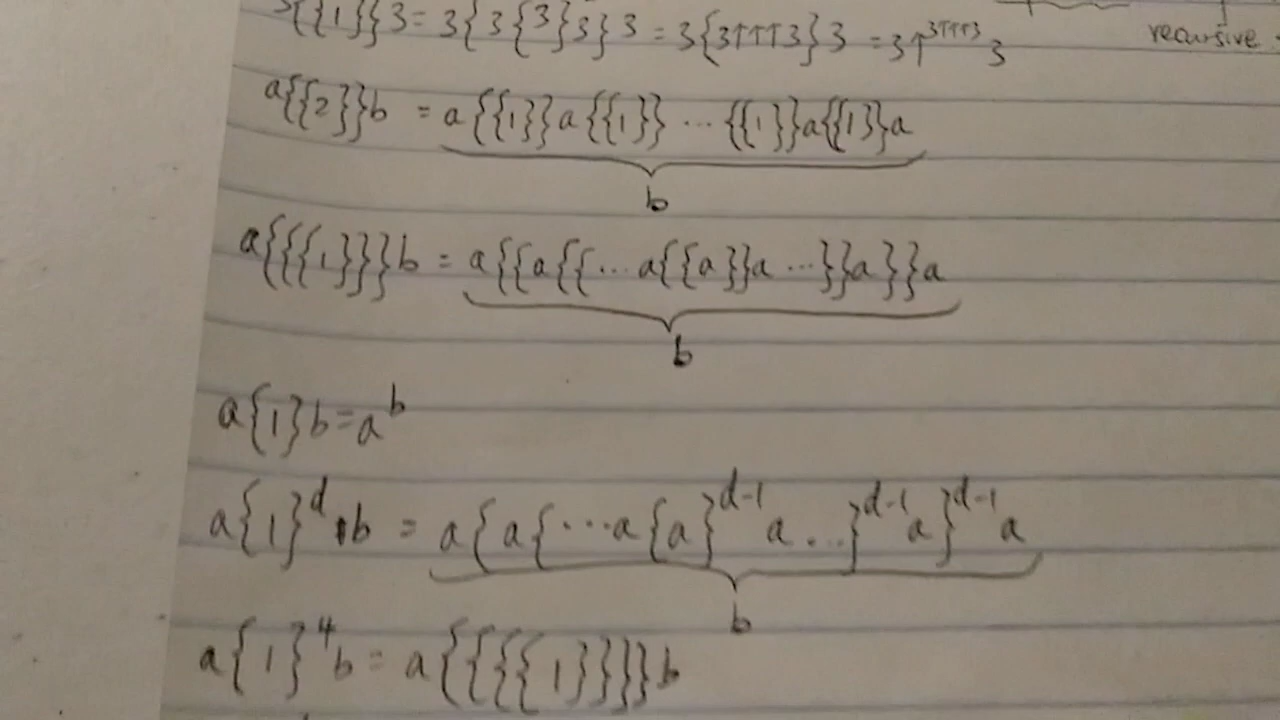 3{{1}}3 = 3{3{3}3}3 = 3{3↑↑↑3}3 = 3↑^{3↑↑↑3}3
recursive
a{{2}}b = a{{1}}a{{1}} ... {{1}}a{{1}}a
b
a{{{1}}}b = a{{a{{...a{{a}}a ...}}a}}a
b
a{1}b = a^b
a{1}^d b = a{a{...a{a}^{d-1}a...}^{d-1}a}^{d-1}a
b
a{1}^4 b = a{{{{1}}}}b